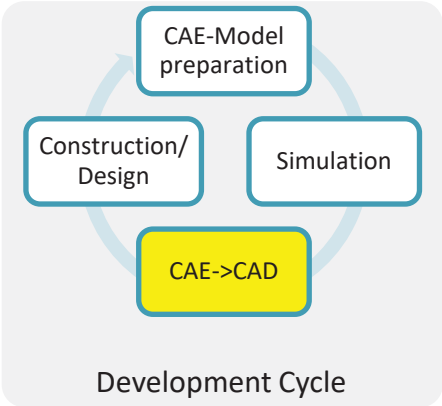 CAE-Model
preparation
Construction/
Design
Simulation
CAE->CAD
Development Cycle